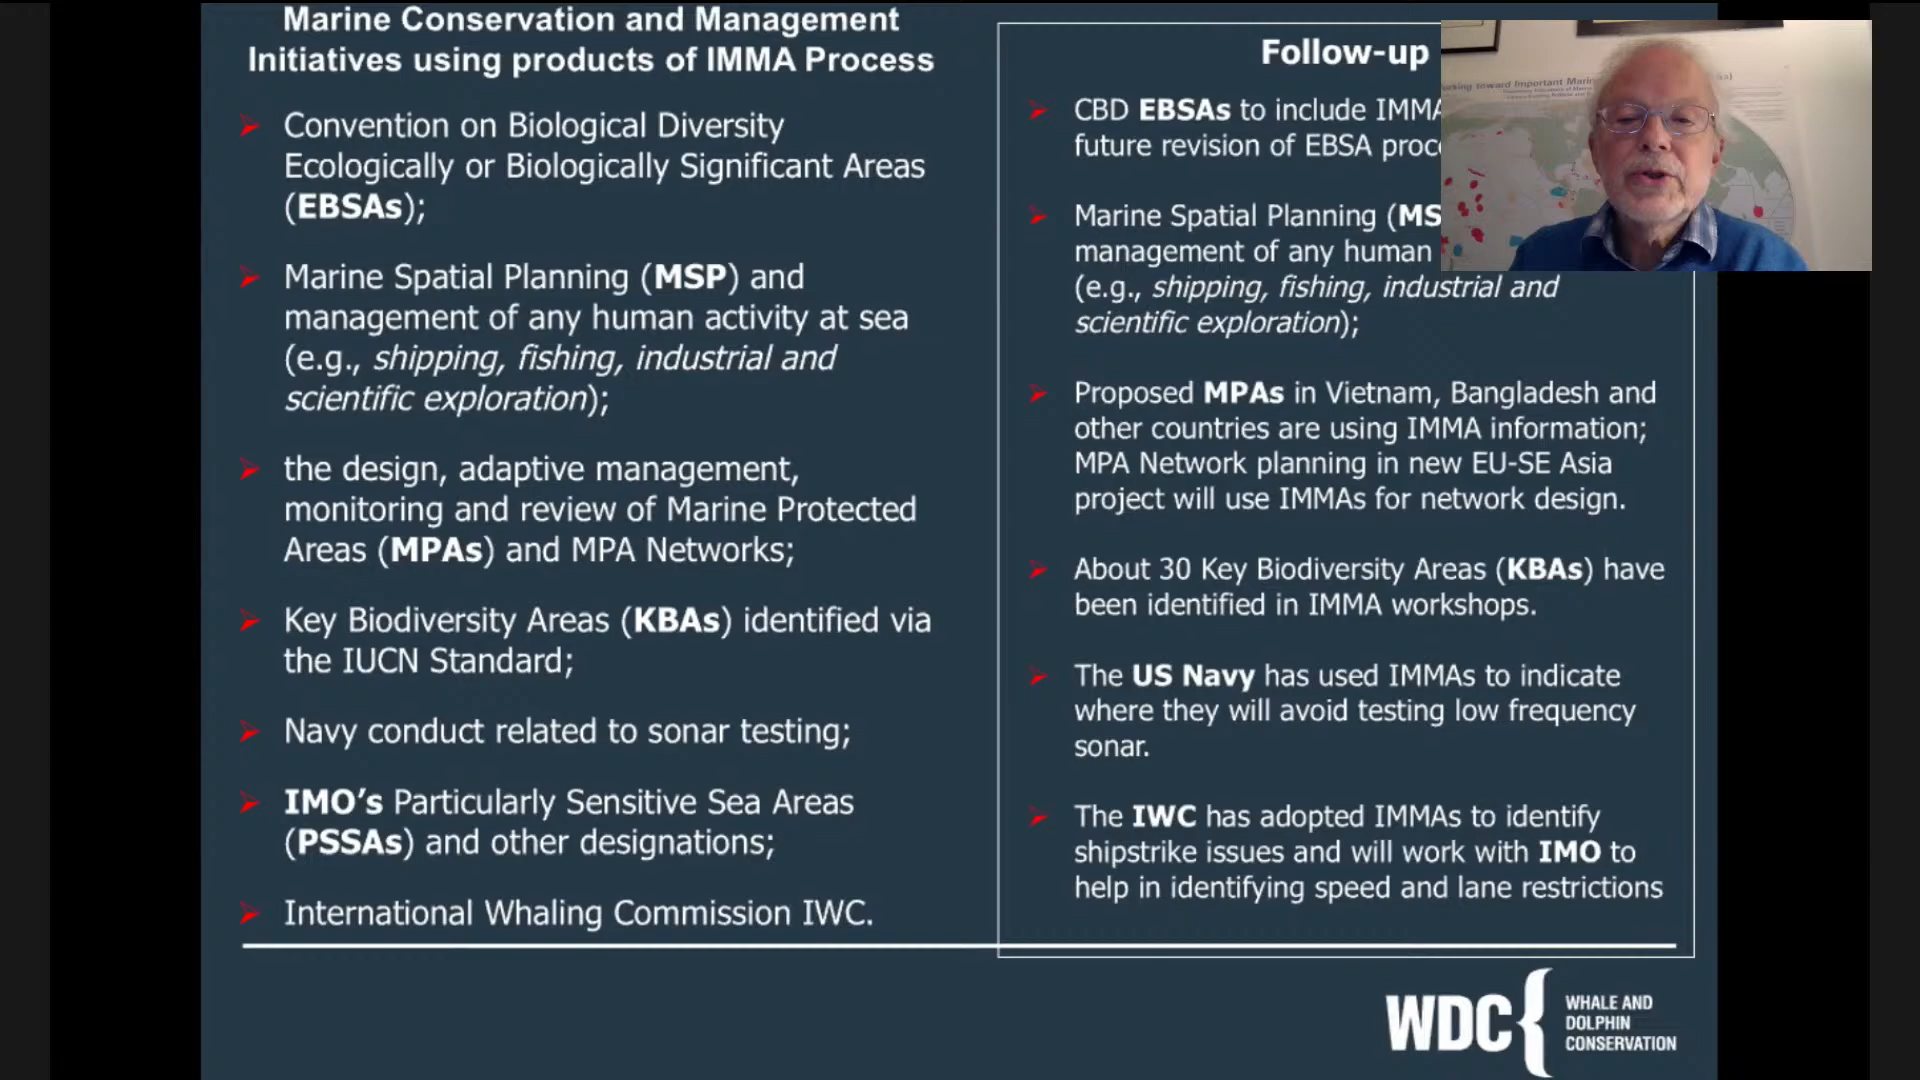 Marine Conservation and Management
Initiatives using products of IMMA Process
Convention on Biological Diversity
Ecologically or Biologically Significant Areas
(EBSAs);
Marine Spatial Planning (MSP) and
management of any human activity at sea
(e.g., shipping, fishing, industrial and
scientific exploration);
the design, adaptive management,
monitoring and review of Marine Protected
Areas (MPAs) and MPA Networks;
Key Biodiversity Areas (KBAs) identified via
the IUCN Standard;
Navy conduct related to sonar testing;
IMO's Particularly Sensitive Sea Areas
(PSSAs) and other designations;
International Whaling Commission IWC.
Follow-up
CBD EBSAs to include
future revision of EBSA
Marine Spatial Planning
management of any human
(e.g., shipping, fishing, industrial and
scientific exploration);
Proposed MPAs in Vietnam, Bangladesh and
other countries are using IMMA information;
MPA Network planning in new EU-SE Asia
project will use IMMAs for network design.
About 30 Key Biodiversity Areas (KBAs) have
been identified in IMMA workshops.
The US Navy has used IMMAs to indicate
where they will avoid testing low frequency
sonar.
The IWC has adopted IMMAs to identify
shipstrike issues and will work with IMO to
help in identifying speed and lane restrictions
toward Important
WDC
WHALE AND
DOLPHIN
CONSERVATION